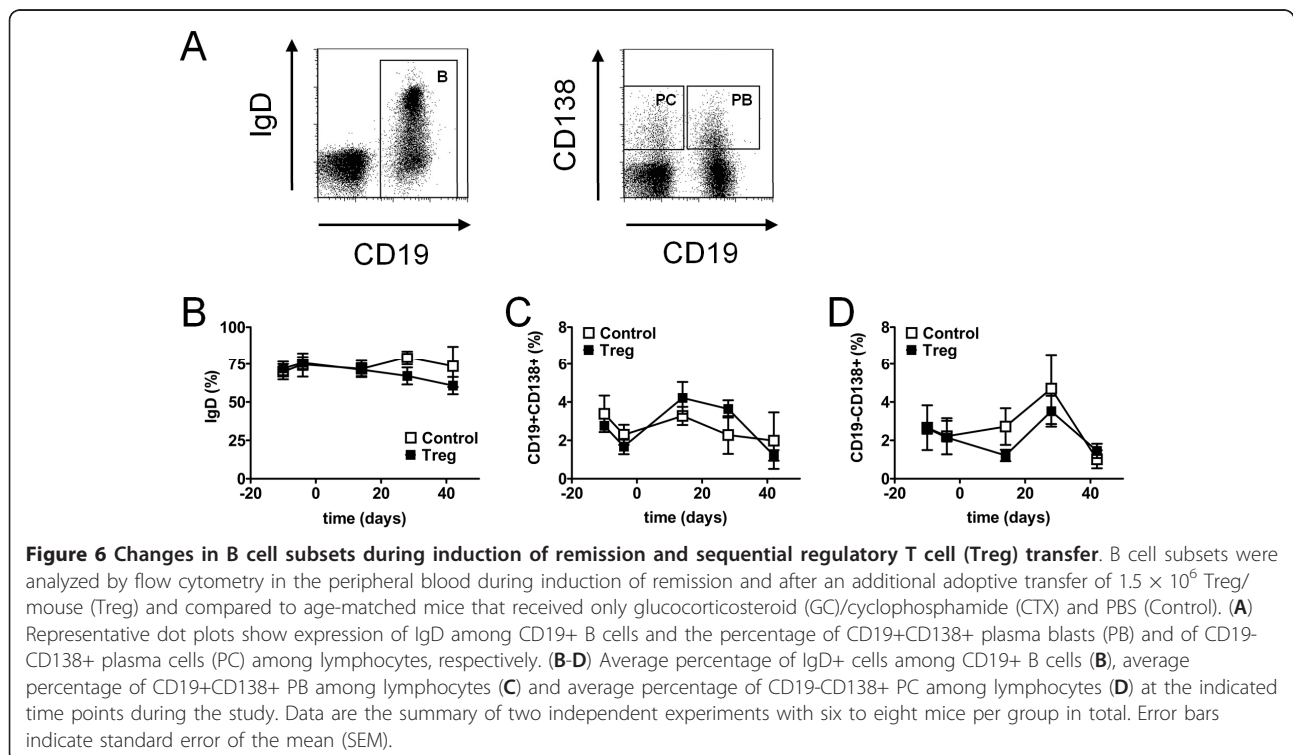 A
IgD
B
CD19
CD138
PC
PB
CD19
B
100
75
50
25
0
IgD (%)
Control
Treg
-20 0 20 40
time (days)
C
8
6
4
2
0
CD19+CD138+ (%)
Control
Treg
-20 0 20 40
time (days)
D
8
6
4
2
0
CD19-CD138+ (%)
Control
Treg
-20 0 20 40
time (days)
Figure 6 Changes in B cell subsets during induction of remission and sequential regulatory T cell (Treg) transfer. B cell subsets were
analyzed by flow cytometry in the peripheral blood during induction of remission and after an additional adoptive transfer of 1.5 × 10⁶ Treg/
mouse (Treg) and compared to age-matched mice that received only glucocorticosteroid (GC)/cyclophosphamide (CTX) and PBS (Control). (A)
Representative dot plots show expression of IgD among CD19+ B cells and the percentage of CD19+CD138+ plasma blasts (PB) and of CD19-
CD138+ plasma cells (PC) among lymphocytes, respectively. (B-D) Average percentage of IgD+ cells among CD19+ B cells (B), average
percentage of CD19+CD138+ PB among lymphocytes (C) and average percentage of CD19-CD138+ PC among lymphocytes (D) at the indicated
time points during the study. Data are the summary of two independent experiments with six to eight mice per group in total. Error bars
indicate standard error of the mean (SEM).